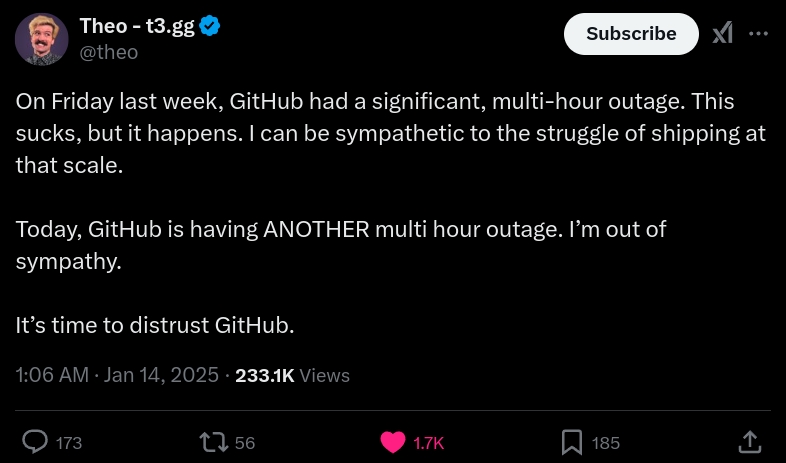 Theo - t3.gg
@theo
Subscribe
On Friday last week, GitHub had a significant, multi-hour outage. This
sucks, but it happens. I can be sympathetic to the struggle of shipping at
that scale.
Today, GitHub is having ANOTHER multi hour outage. I’m out of
sympathy.
It’s time to distrust GitHub.
1:06 AM · Jan 14, 2025 · 233.1K Views
173 56 1.7K 185